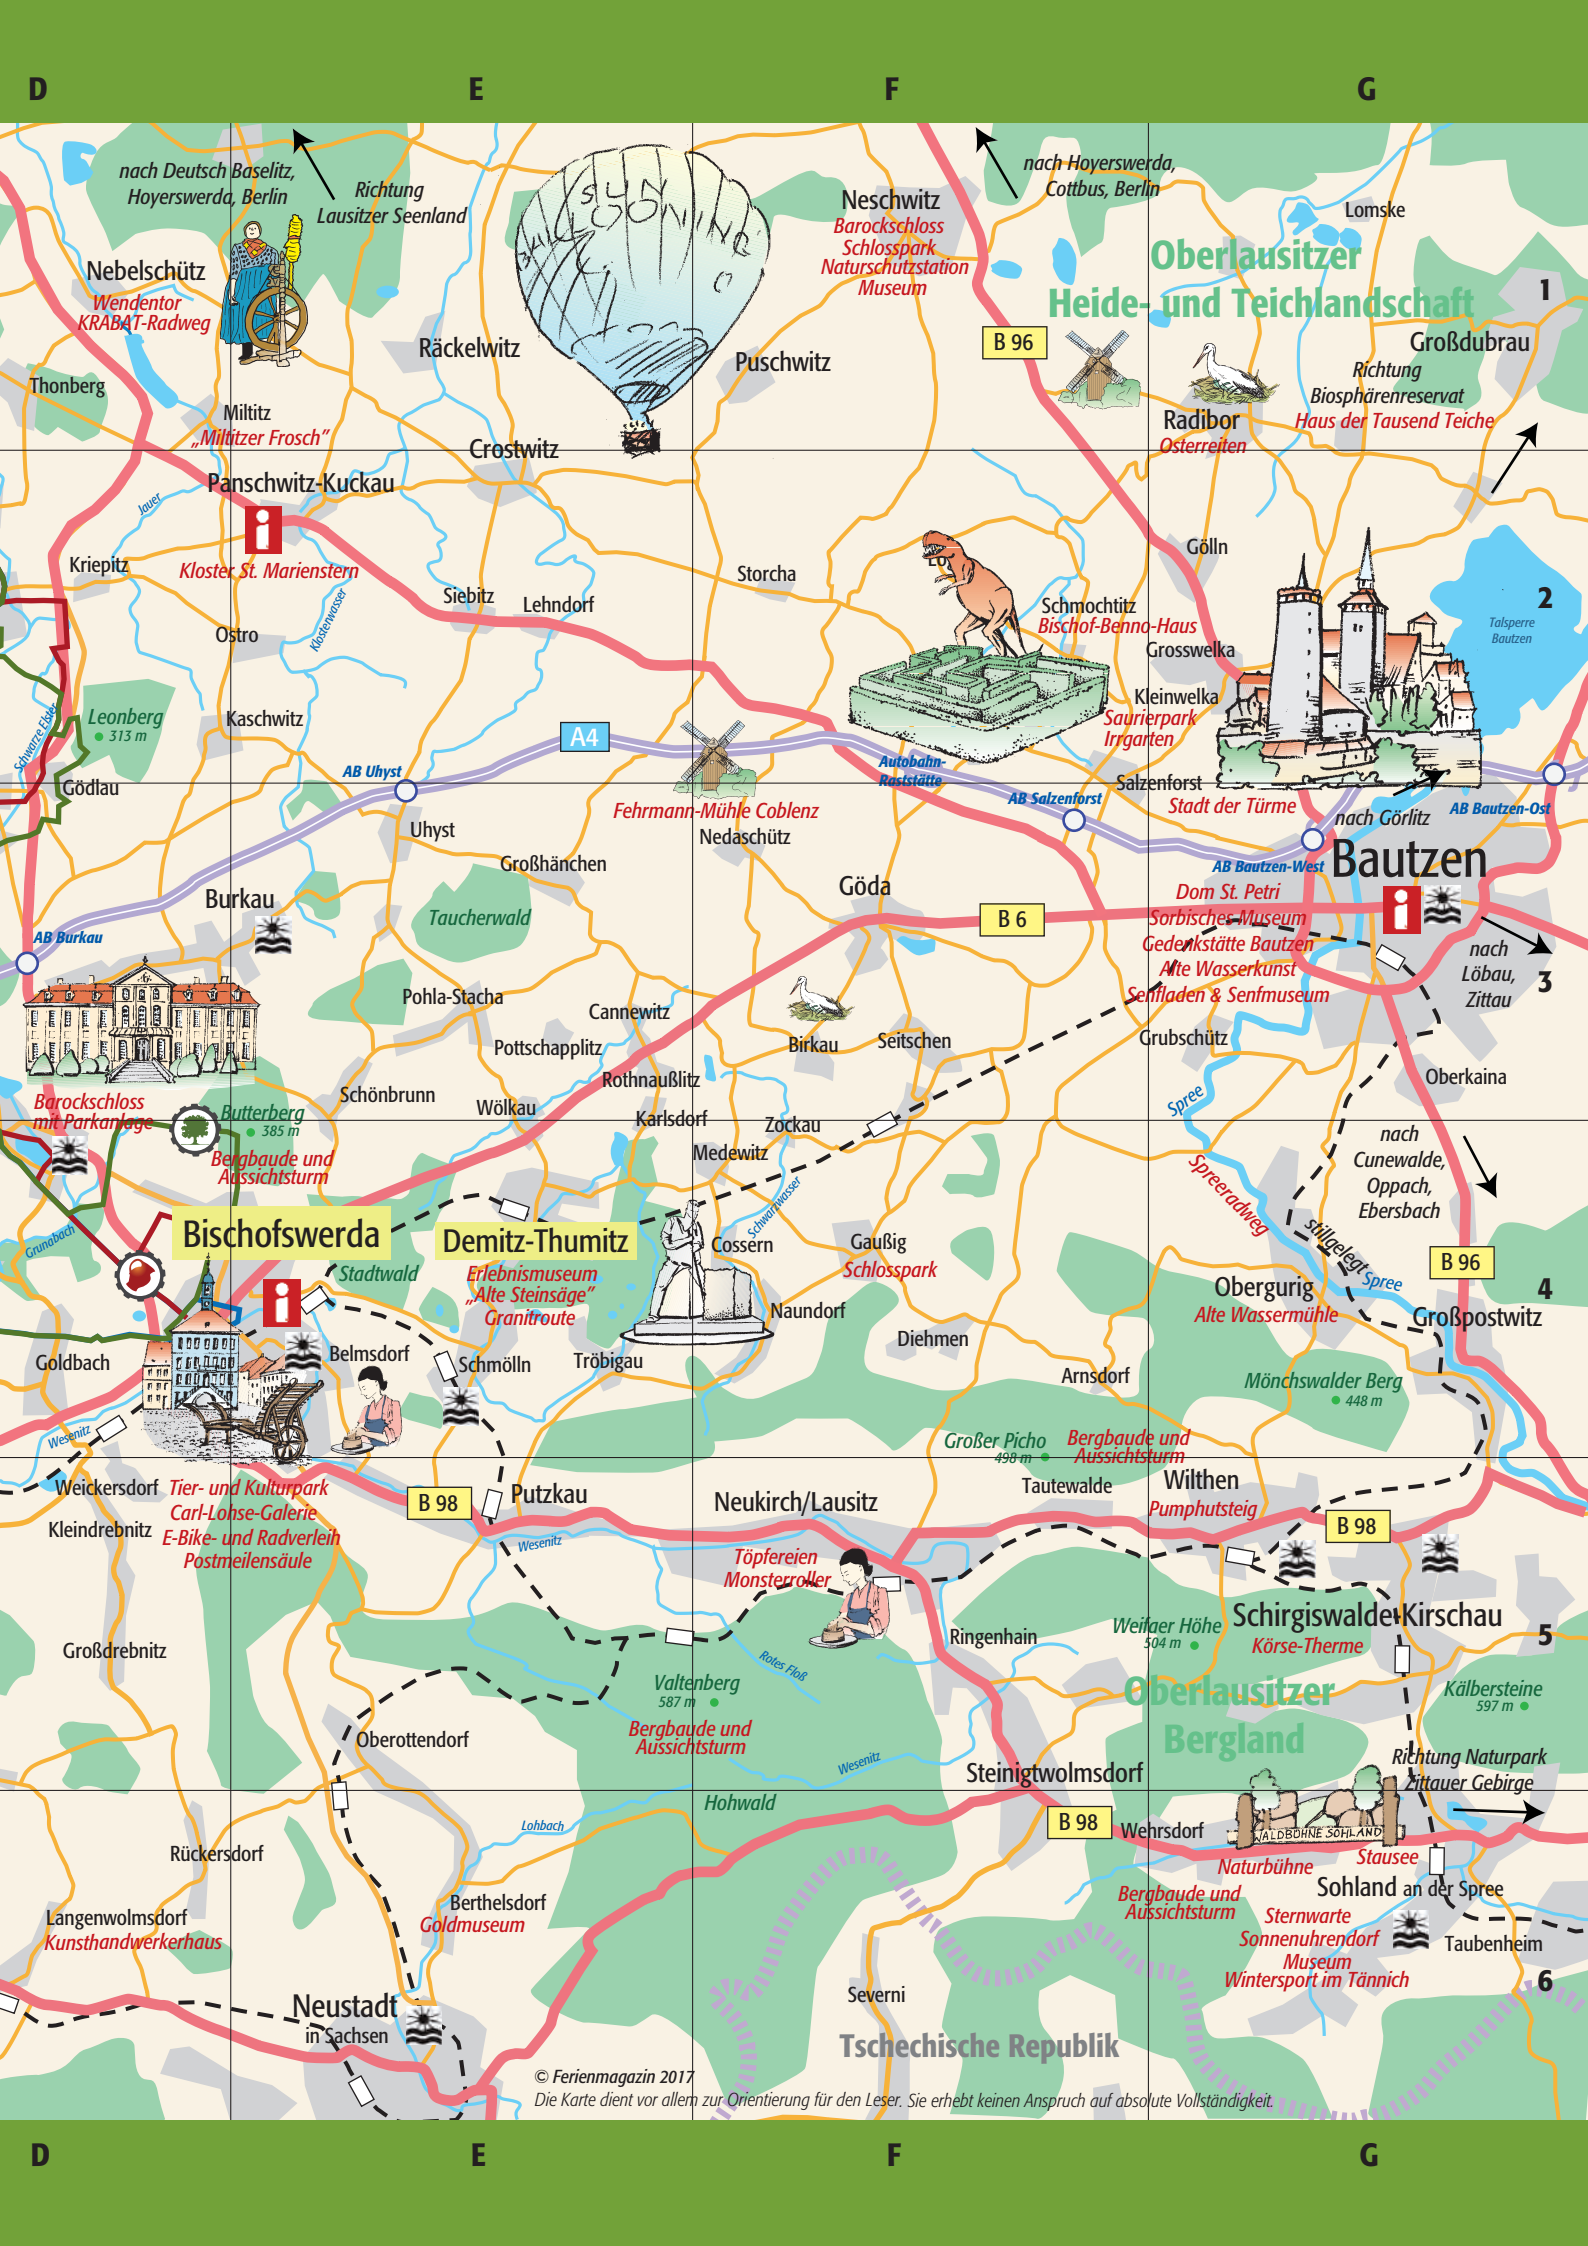 D
E
F
G
nach Deutsch Baselitz,
Hoyerswerda, Berlin
Richtung
Lausitzer Seenland
SUN
BALLOONING
Neschwitz
Barockschloss
Schlosspark
Naturschutzstation
Museum
nach Hoyerswerda,
Cottbus, Berlin
Lomske
Oberlausitzer
Heide- und Teichlandschaft
1
Nebelschütz
Wendentor
KRABAT-Radweg
Räckelwitz
Puschwitz
B 96
Großdubrau
Richtung
Biosphärenreservat
Haus der Tausend Teiche
Thonberg
Miltitz
„Miltitzer Frosch”
Radibor
Osterreiten
Crostwitz
Panschwitz-Kuckau
Jauer
i
Kloster St. Marienstern
Kriepitz
Gölln
Storcha
Lo
Siebitz
Lehndorf
Klosterwasser
Ostro
Schmochtitz
Bischof-Benno-Haus
Grosswelka
2
Talsperre
Bautzen
Kleinwelka
Saurierpark
Irrgarten
Leonberg
313 m
Schwarze Elster
Kaschwitz
A4
AB Uhyst
Autobahn-
Raststätte
Gödlau
Salzenforst
AB Salzenforst
Stadt der Türme
nach Görlitz
AB Bautzen-Ost
Fehrmann-Mühle Coblenz
Nedaschütz
Uhyst
Großhänchen
AB Bautzen-West
Bautzen
Burkau
Göda
B 6
Dom St. Petri
Sorbisches Museum
Gedenkstätte Bautzen
Alte Wasserkunst
Senfladen & Senfmuseum
i
Taucherwald
AB Burkau
nach
Löbau,
Zittau
3
Pohla-Stacha
Cannewitz
Pottschapplitz
Birkau
Seitschen
Grubschütz
Rothnaußlitz
Oberkaina
Schönbrunn
Wölkau
Karlsdorf
Zockau
Spree
Barockschloss
mit Parkanlage
Butterberg
385 m
Bergbaude und
Aussichtsturm
Medewitz
nach
Cunewalde,
Oppach,
Ebersbach
Spreeradweg
Schwarzwasser
Grunabach
Bischofswerda
Demitz-Thumitz
Cossern
Gaußig
Schlosspark
stillgelegt
Spree
B 96
Stadtwald
Erlebnismuseum
„Alte Steinsäge”
Granitroute
Obergurig
Alte Wassermühle
4
Großpostwitz
i
Naundorf
Diehmen
Goldbach
Belmsdorf
Schmölln
Tröbigau
Arnsdorf
Mönchswalder Berg
448 m
Wesenitz
Großer Picho
498 m
Bergbaude und
Aussichtsturm
Weickersdorf
Tier- und Kulturpark
Carl-Lohse-Galerie
E-Bike- und Radverleih
Postmeilensäule
B 98
Putzkau
Neukirch/Lausitz
Tautewalde
Wilthen
Pumphutsteig
B 98
Kleindrebnitz
Wesenitz
Töpfereien
Monsterroller
Schirgiswalde-Kirschau
Körse-Therme
Weifaer Höhe
504 m
5
Großdrebnitz
Ringenhain
Rotes Floß
Valtenberg
587 m
Bergbaude und
Aussichtsturm
Oberlausitzer
Bergland
Kälbersteine
597 m
Oberottendorf
Wesenitz
Steinigtwolmsdorf
Richtung Naturpark
Zittauer Gebirge
Hohwald
Lohbach
B 98
Wehrsdorf
WALDBÜHNE SOHLAND
Naturbühne
Stausee
Rückersdorf
Bergbaude und
Aussichtsturm
Sohland an der Spree
Sternwarte
Sonnenuhrendorf
Museum
Wintersport im Tännich
Taubenheim
Berthelsdorf
Goldmuseum
Langenwolmsdorf
Kunsthandwerkerhaus
6
Severni
Neustadt
in Sachsen
Tschechische Republik
© Ferienmagazin 2017
Die Karte dient vor allem zur Orientierung für den Leser. Sie erhebt keinen Anspruch auf absolute Vollständigkeit.
D
E
F
G